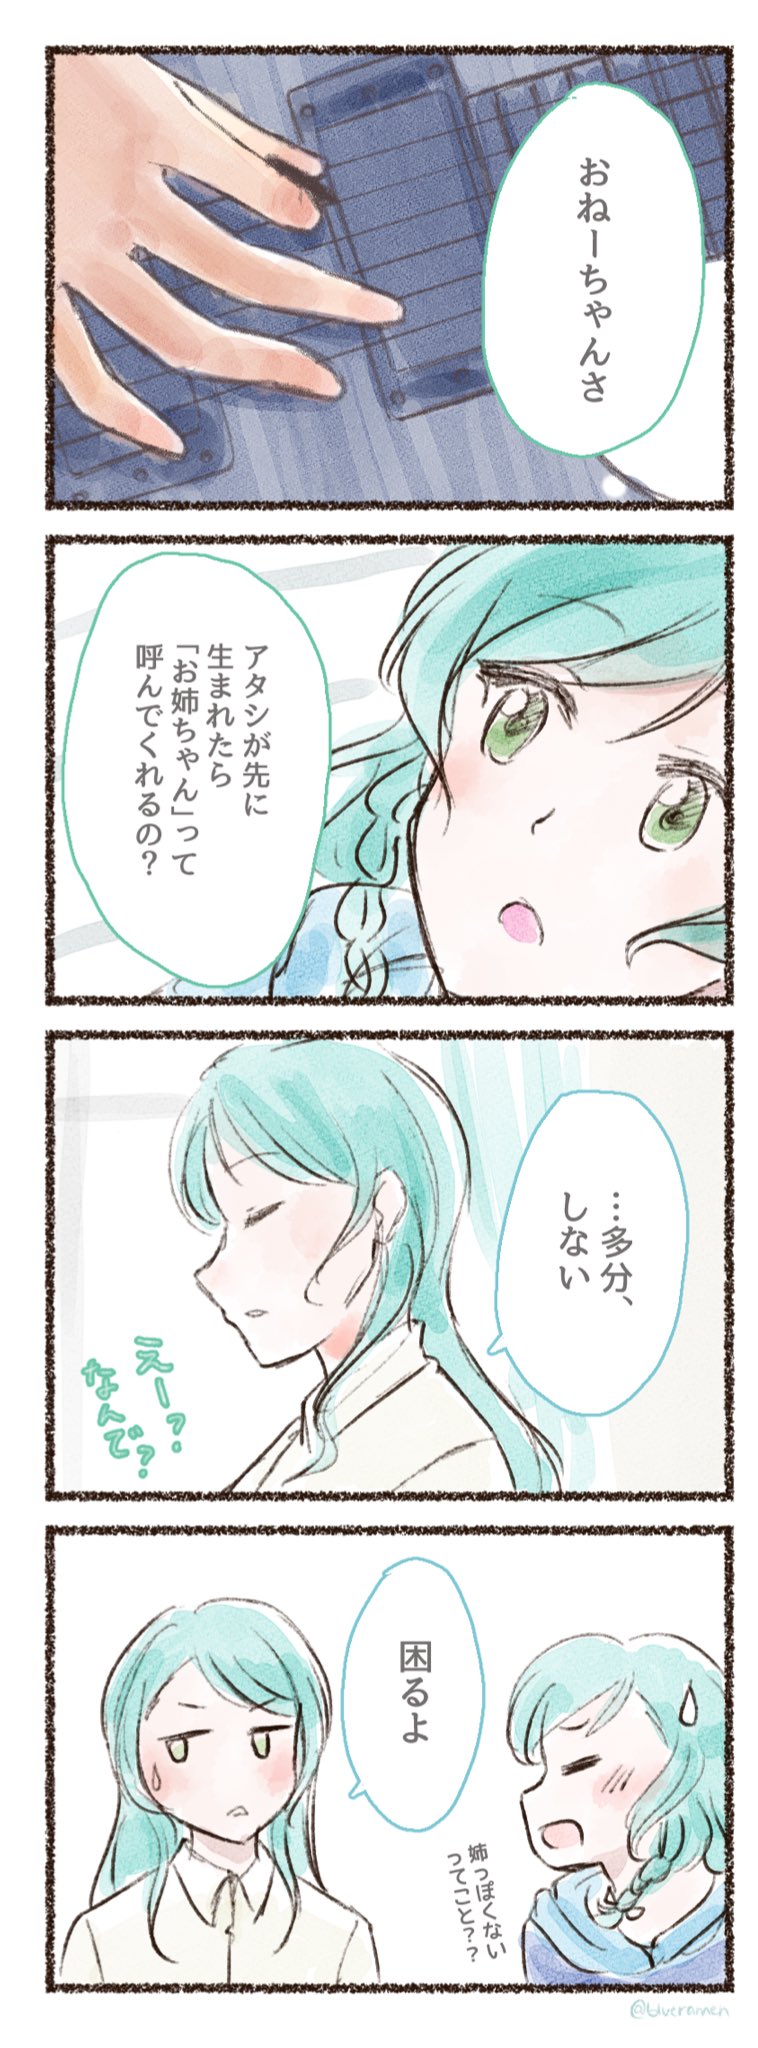 おねーちゃんさ
アタシが先に
生まれたら
「お姉ちゃん」って
呼んでくれるの？
…多分、
しない
えー？
なんで？
困るよ
姉っぽくない
ってこと？？
@blueramen